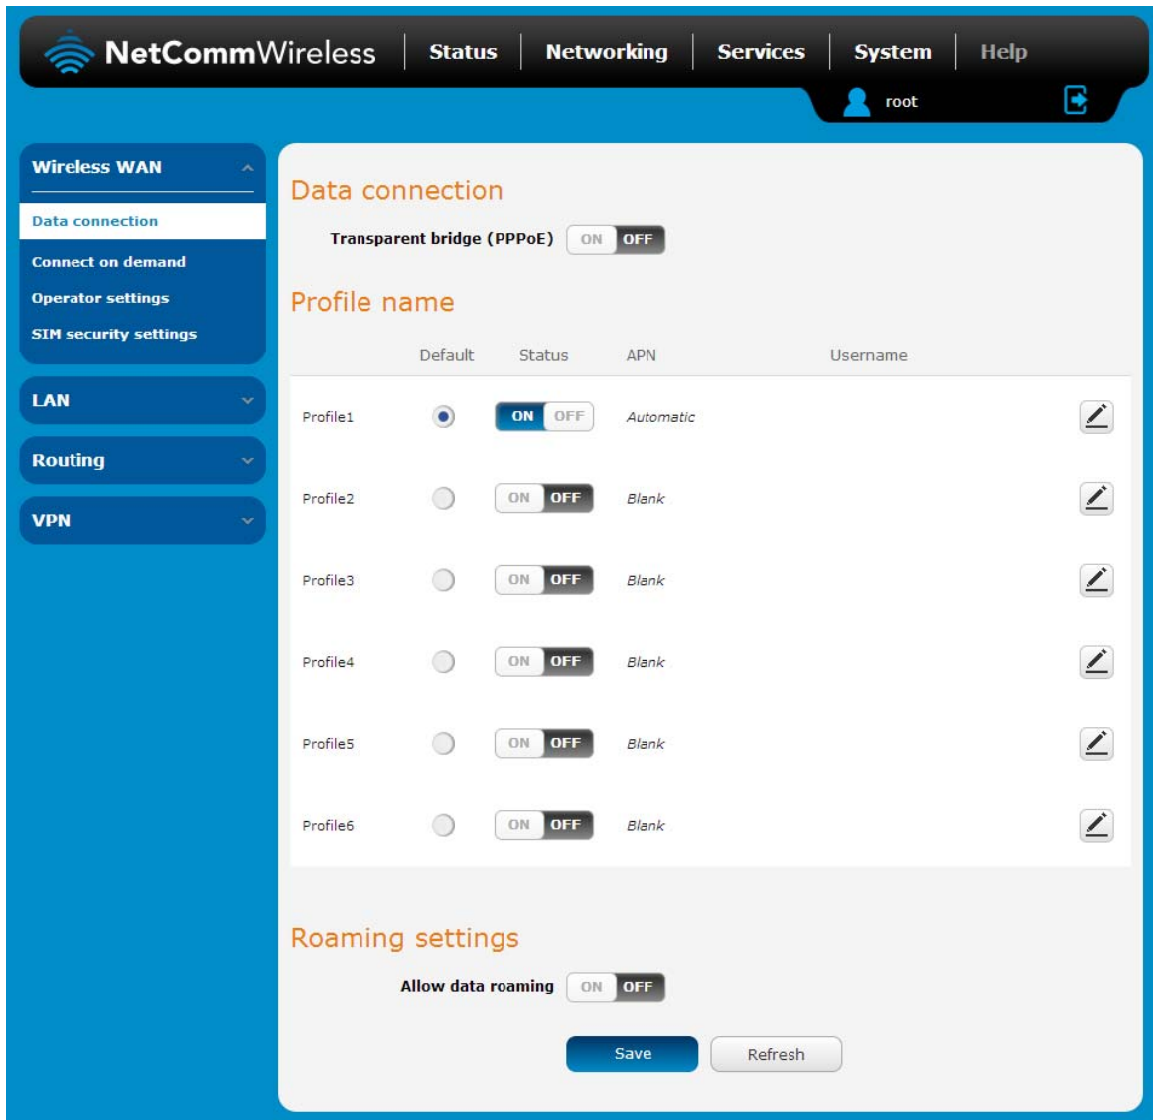 NetCommWireless Status Networking Services System Help
root
Wireless WAN
Data connection
Connect on demand
Operator settings
SIM security settings
LAN
Routing
VPN
Data connection
Transparent bridge (PPPoE) ON OFF
Profile name
Default Status APN Username
Profile1 ON OFF Automatic
Profile2 ON OFF Blank
Profile3 ON OFF Blank
Profile4 ON OFF Blank
Profile5 ON OFF Blank
Profile6 ON OFF Blank
Roaming settings
Allow data roaming ON OFF
Save Refresh